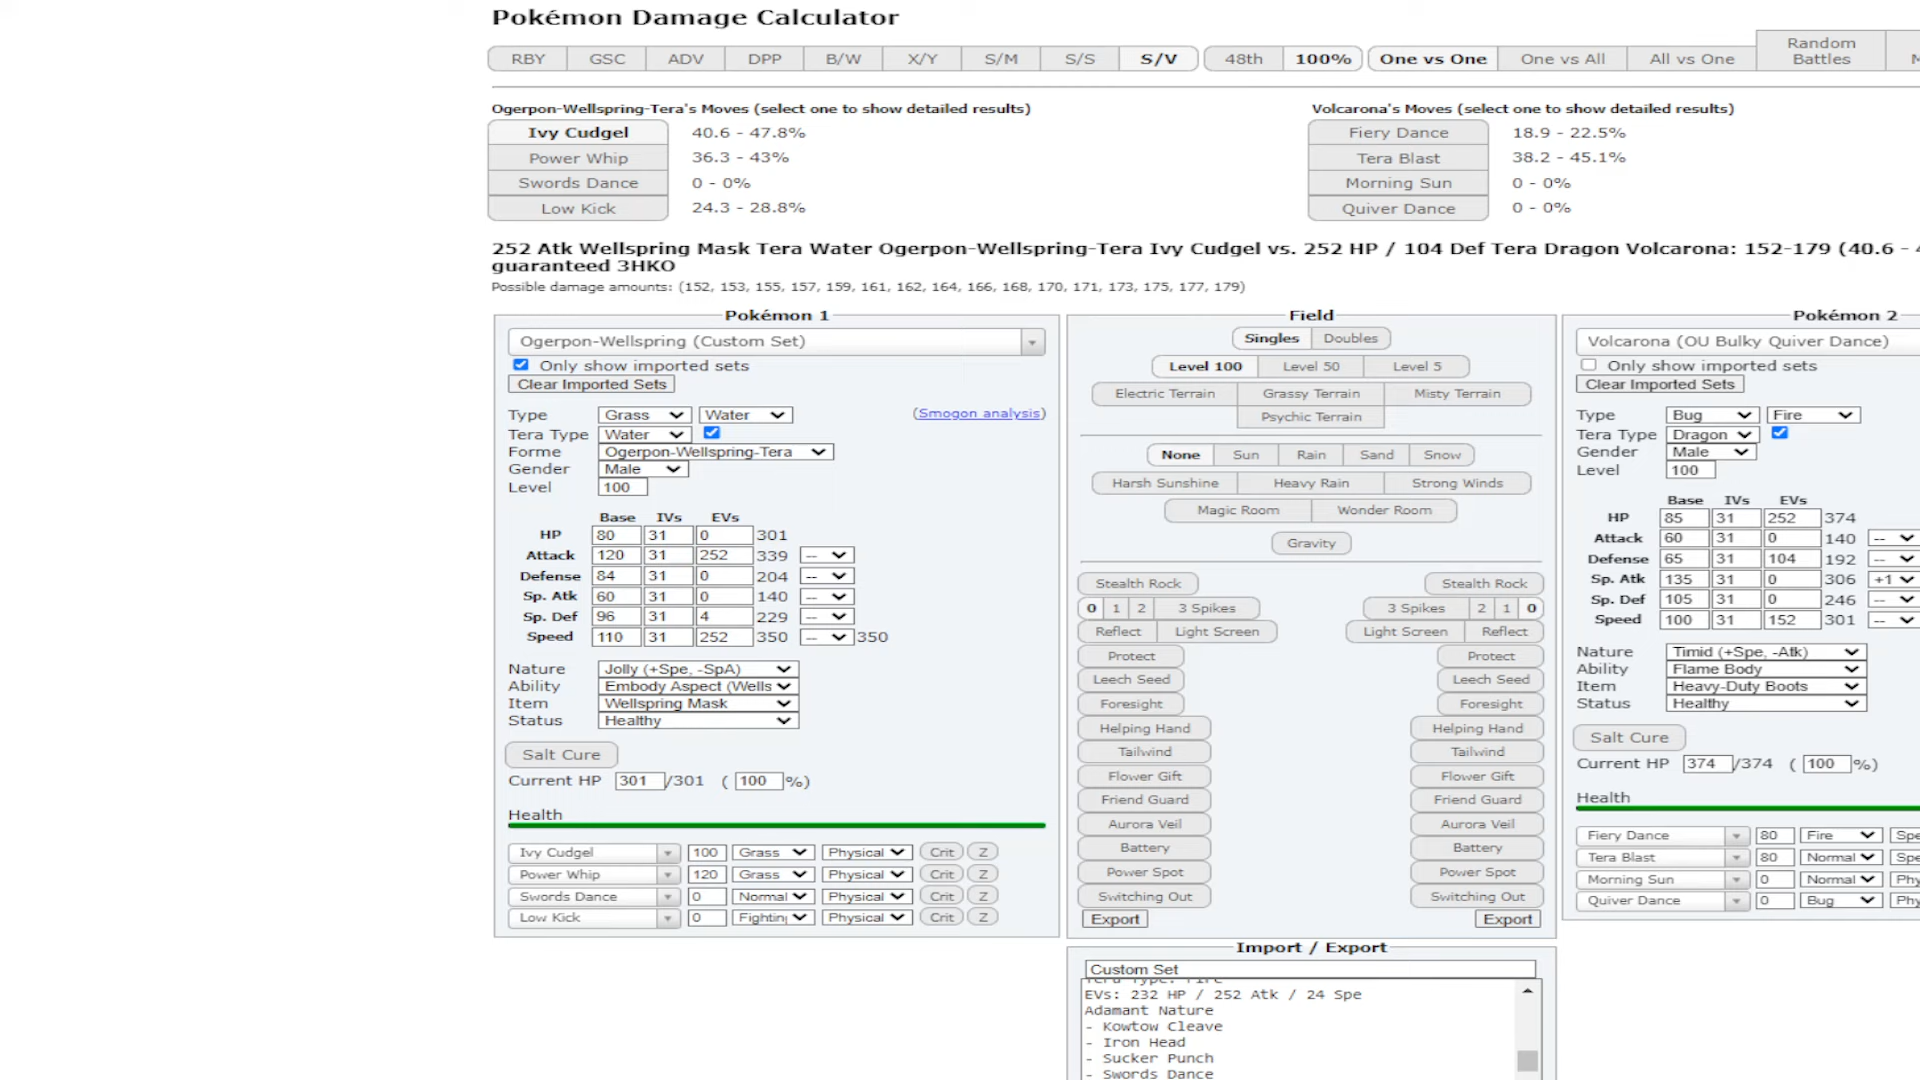 Pokémon Damage Calculator
RBY GSC ADV DPP B/W X/Y S/M S/S S/V 48th 100% One vs One One vs All All vs One Random Battles
Ogerpon-Wellspring-Tera's Moves (select one to show detailed results)
Ivy Cudgel 40.6 - 47.8%
Power Whip 36.3 - 43%
Swords Dance 0 - 0%
Low Kick 24.3 - 28.8%
Volcarona's Moves (select one to show detailed results)
Fiery Dance 18.9 - 22.5%
Tera Blast 38.2 - 45.1%
Morning Sun 0 - 0%
Quiver Dance 0 - 0%
252 Atk Wellspring Mask Tera Water Ogerpon-Wellspring-Tera Ivy Cudgel vs. 252 HP / 104 Def Tera Dragon Volcarona: 152-179 (40.6 -
guaranteed 3HKO
Possible damage amounts: (152, 153, 155, 157, 159, 161, 162, 164, 166, 168, 170, 171, 173, 175, 177, 179)
Pokémon 1
Ogerpon-Wellspring (Custom Set)
Only show imported sets
Clear Imported Sets
Type Grass Water (Smogon analysis)
Tera Type Water
Forme Ogerpon-Wellspring-Tera
Gender Male
Level 100
Base IVs EVs
HP 80 31 0 301
Attack 120 31 252 339 --
Defense 84 31 0 204 --
Sp. Atk 60 31 0 140 --
Sp. Def 96 31 4 229 --
Speed 110 31 252 350 -- 350
Nature Jolly (+Spe, -SpA)
Ability Embody Aspect (Wells
Item Wellspring Mask
Status Healthy
Salt Cure
Current HP 301/301 ( 100 %)
Health
Ivy Cudgel 100 Grass Physical Crit Z
Power Whip 120 Grass Physical Crit Z
Swords Dance 0 Normal Physical Crit Z
Low Kick 0 Fighting Physical Crit Z
Field
Singles Doubles
Level 100 Level 50 Level 5
Electric Terrain Grassy Terrain Misty Terrain
Psychic Terrain
None Sun Rain Sand Snow
Harsh Sunshine Heavy Rain Strong Winds
Magic Room Wonder Room
Gravity
Stealth Rock Stealth Rock
0 1 2 3 Spikes 3 Spikes 2 1 0
Reflect Light Screen Light Screen Reflect
Protect Protect
Leech Seed Leech Seed
Foresight Foresight
Helping Hand Helping Hand
Tailwind Tailwind
Flower Gift Flower Gift
Friend Guard Friend Guard
Aurora Veil Aurora Veil
Battery Battery
Power Spot Power Spot
Switching Out Switching Out
Export Export
Import / Export
Custom Set
EVs: 232 HP / 252 Atk / 24 Spe
Adamant Nature
- Kowtow Cleave
- Iron Head
- Sucker Punch
- Swords Dance
Pokémon 2
Volcarona (OU Bulky Quiver Dance)
Only show imported sets
Clear Imported Sets
Type Bug Fire
Tera Type Dragon
Gender Male
Level 100
Base IVs EVs
HP 85 31 252 374
Attack 60 31 0 140 --
Defense 65 31 104 192 --
Sp. Atk 135 31 0 306 +1
Sp. Def 105 31 0 246 --
Speed 100 31 152 301 --
Nature Timid (+Spe, -Atk)
Ability Flame Body
Item Heavy-Duty Boots
Status Healthy
Salt Cure
Current HP 374/374 ( 100 %)
Health
Fiery Dance 80 Fire Spe
Tera Blast 80 Normal Spe
Morning Sun 0 Normal Phy
Quiver Dance 0 Bug Phy